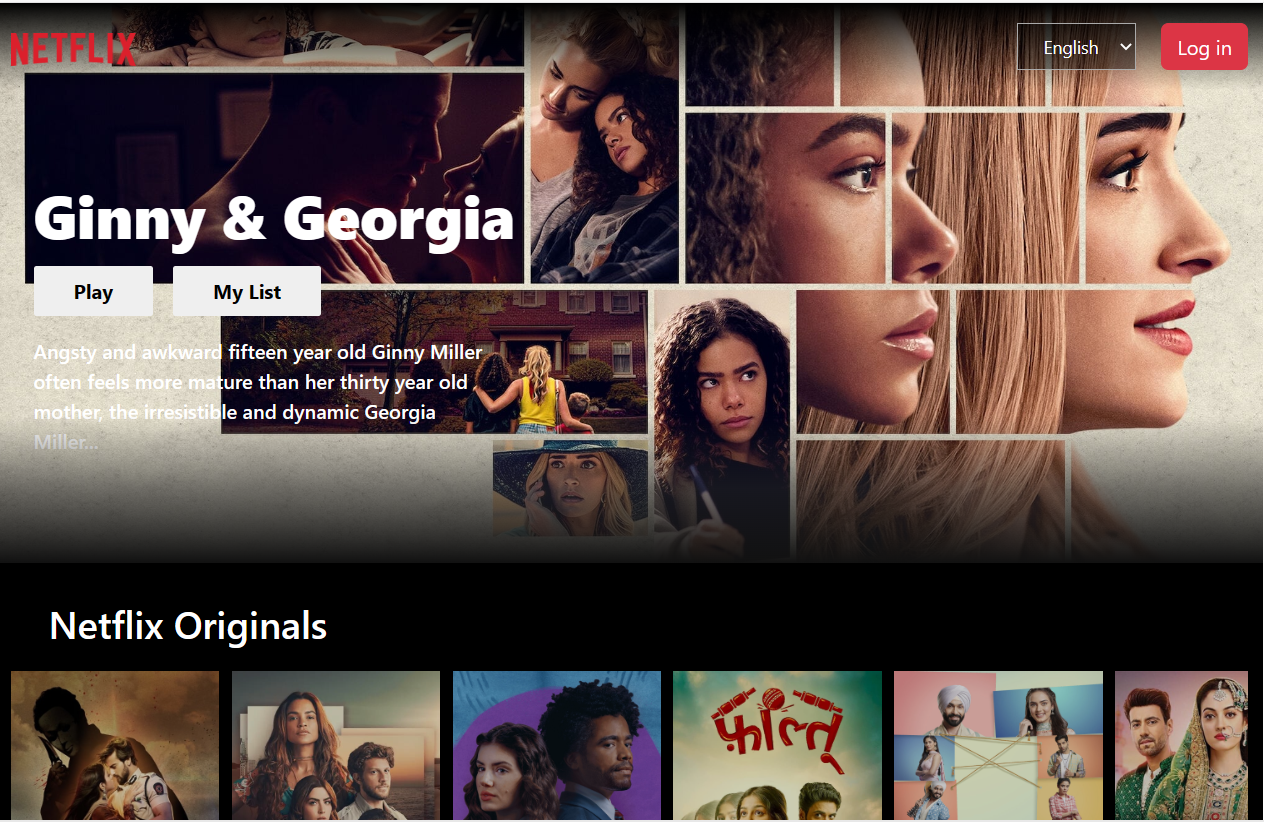 NETFLIX
English
Log in
Ginny & Georgia
Play
My List
Angsty and awkward fifteen year old Ginny Miller
often feels more mature than her thirty year old
mother, the irresistible and dynamic Georgia
Miller...
Netflix Originals
फ़ालतू